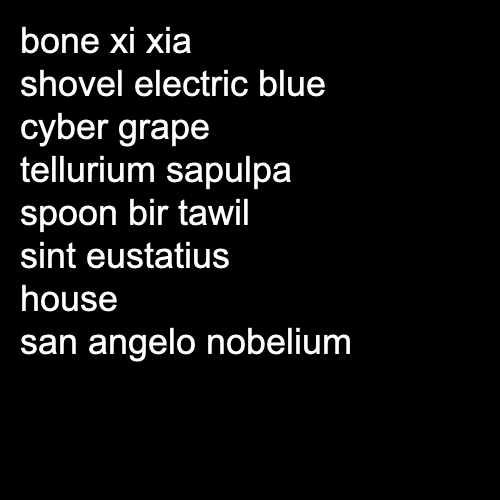 bone xi xia
shovel electric blue
cyber grape
tellurium sapulpa
spoon bir tawil
sint eustatius
house
san angelo nobelium